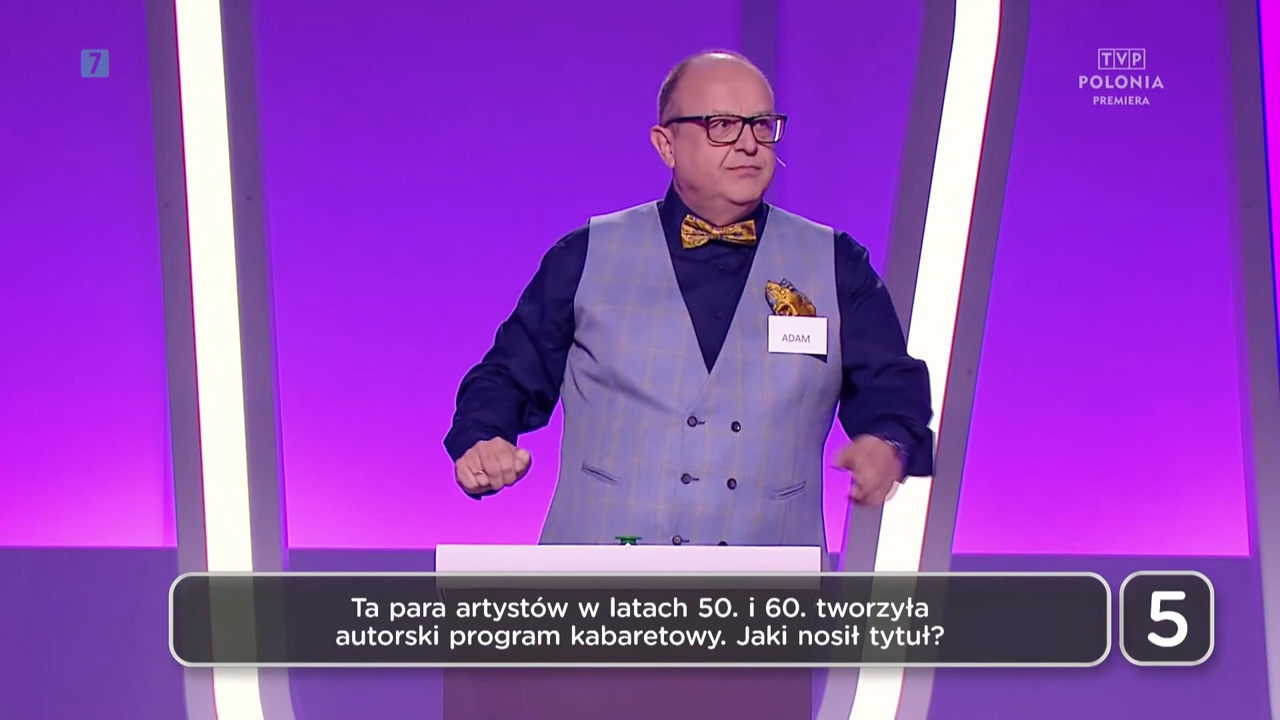 7
TVP
POLONIA
PREMIERA
ADAM
Ta para artystów w latach 50. i 60. tworzyła
autorski program kabaretowy. Jaki nosił tytuł?
5